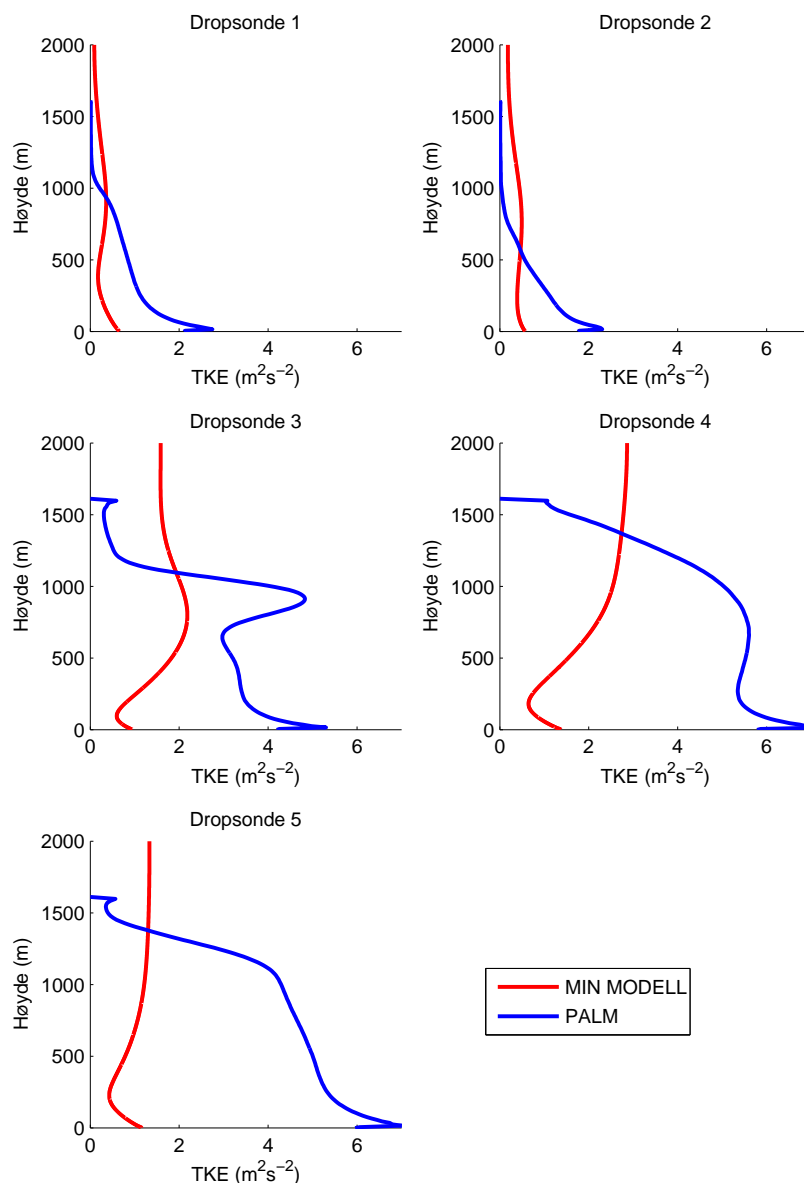 Dropsonde 1
2000
1500
1000
500
0
Høyde (m)
0 2 4 6
TKE (m²s⁻²)
Dropsonde 2
2000
1500
1000
500
0
Høyde (m)
0 2 4 6
TKE (m²s⁻²)
Dropsonde 3
2000
1500
1000
500
0
Høyde (m)
0 2 4 6
TKE (m²s⁻²)
Dropsonde 4
2000
1500
1000
500
0
Høyde (m)
0 2 4 6
TKE (m²s⁻²)
Dropsonde 5
2000
1500
1000
500
0
Høyde (m)
0 2 4 6
TKE (m²s⁻²)
MIN MODELL
PALM